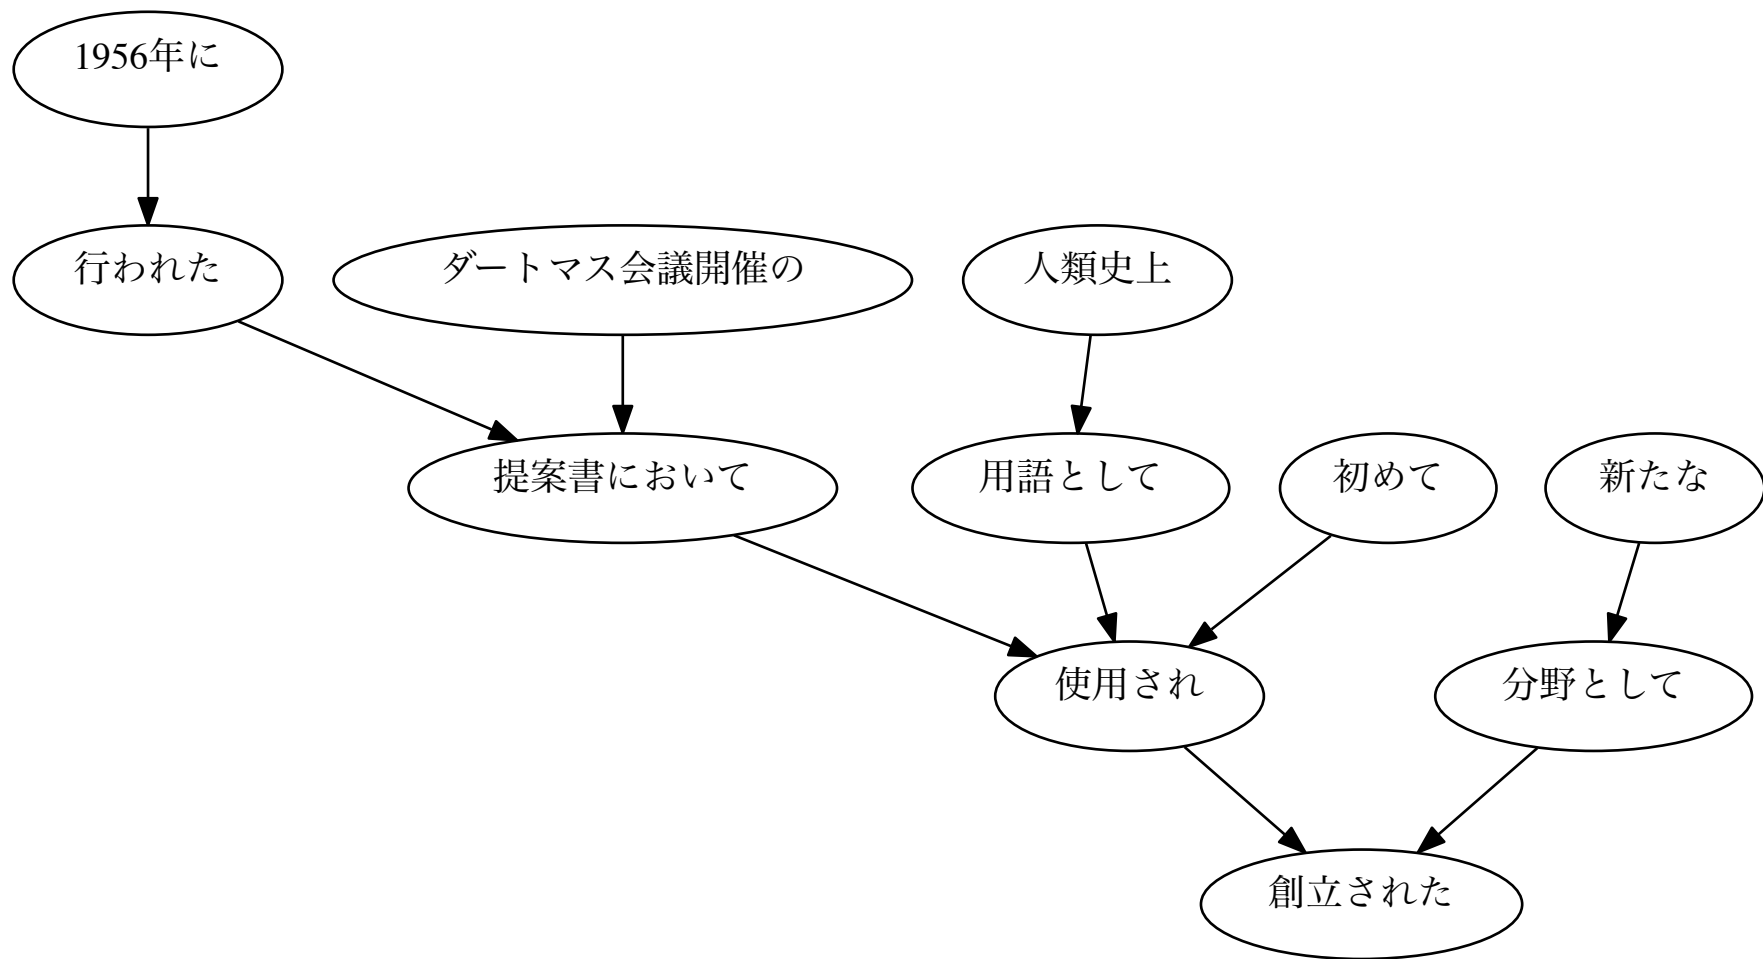 1956年に
行われた
ダートマス会議開催の
人類史上
提案書において
用語として
初めて
新たな
使用され
分野として
創立された